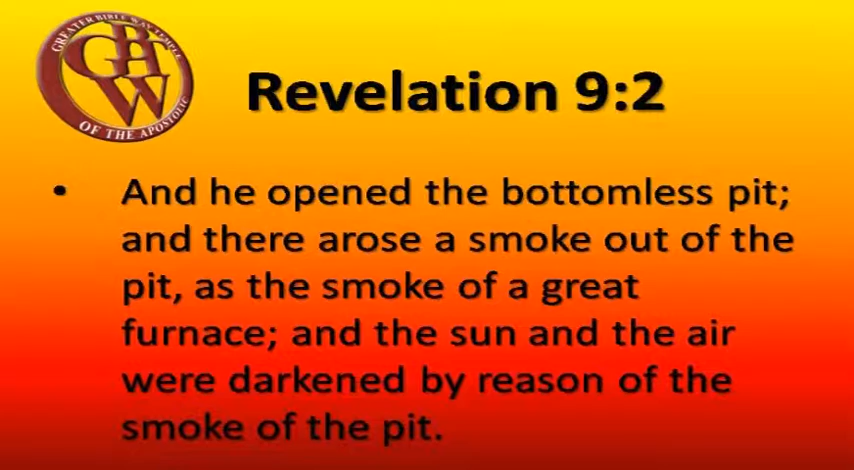 GREATER BIBLE WAY TEMPLE
GBWT
OF THE APOSTOLIC
Revelation 9:2
• And he opened the bottomless pit;
and there arose a smoke out of the
pit, as the smoke of a great
furnace; and the sun and the air
were darkened by reason of the
smoke of the pit.